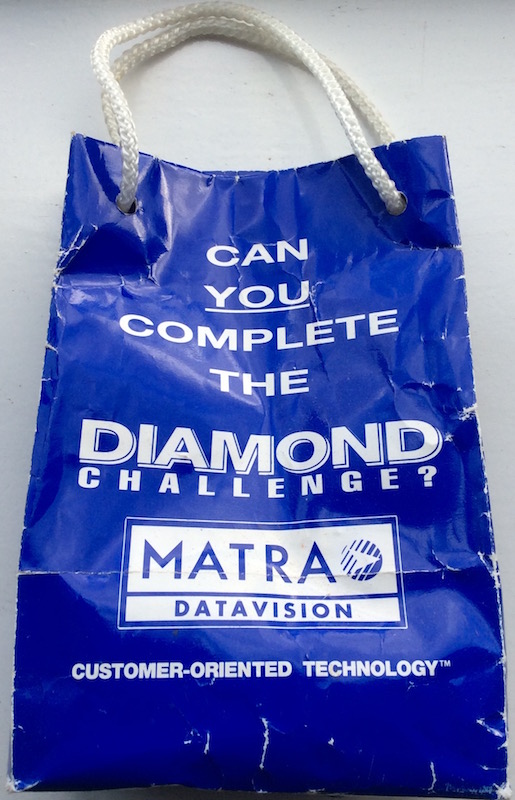 CAN
YOU
COMPLETE
THE
DIAMOND
CHALLENGE?
MATRA
DATAVISION
CUSTOMER-ORIENTED TECHNOLOGY™